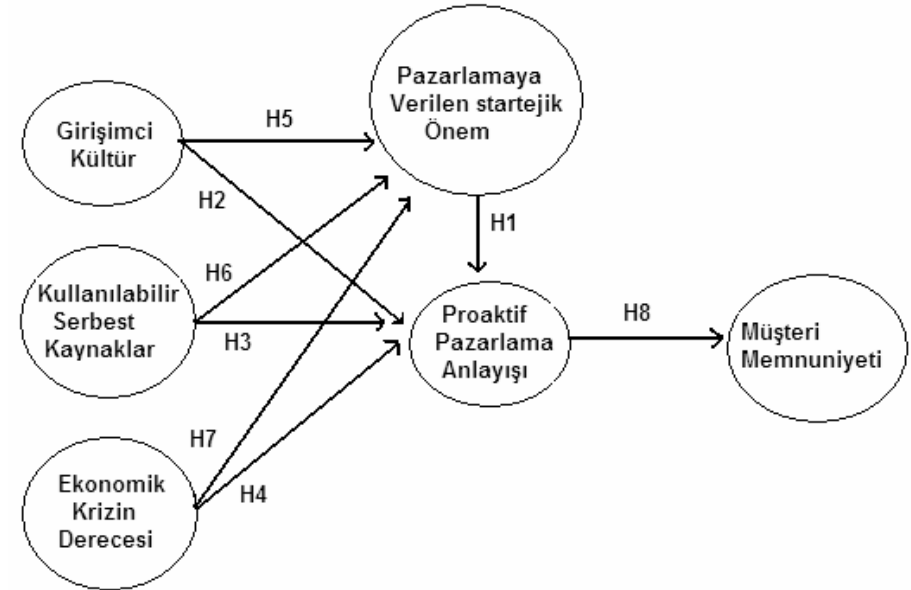 Pazarlamaya
Verilen startejik
Önem
Girişimci
Kültür
H5
H2
H1
Kullanılabilir
Serbest
Kaynaklar
H6
H3
Proaktif
Pazarlama
Anlayışı
H8
Müşteri
Memnuniyeti
H7
H4
Ekonomik
Krizin
Derecesi